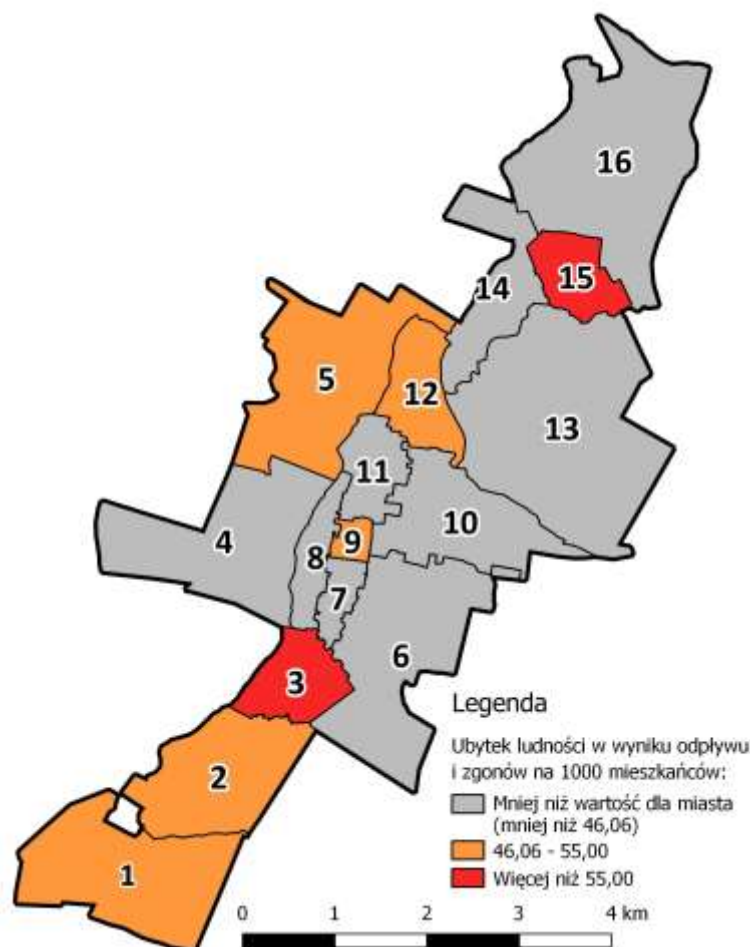 16
15
14
5
12
13
11
10
4
9
8
7
6
3
2
1
Legenda
Ubytek ludności w wyniku odpływu
i zgonów na 1000 mieszkańców:
Mniej niż wartość dla miasta
(mniej niż 46,06)
46,06 - 55,00
Więcej niż 55,00
0 1 2 3 4 km